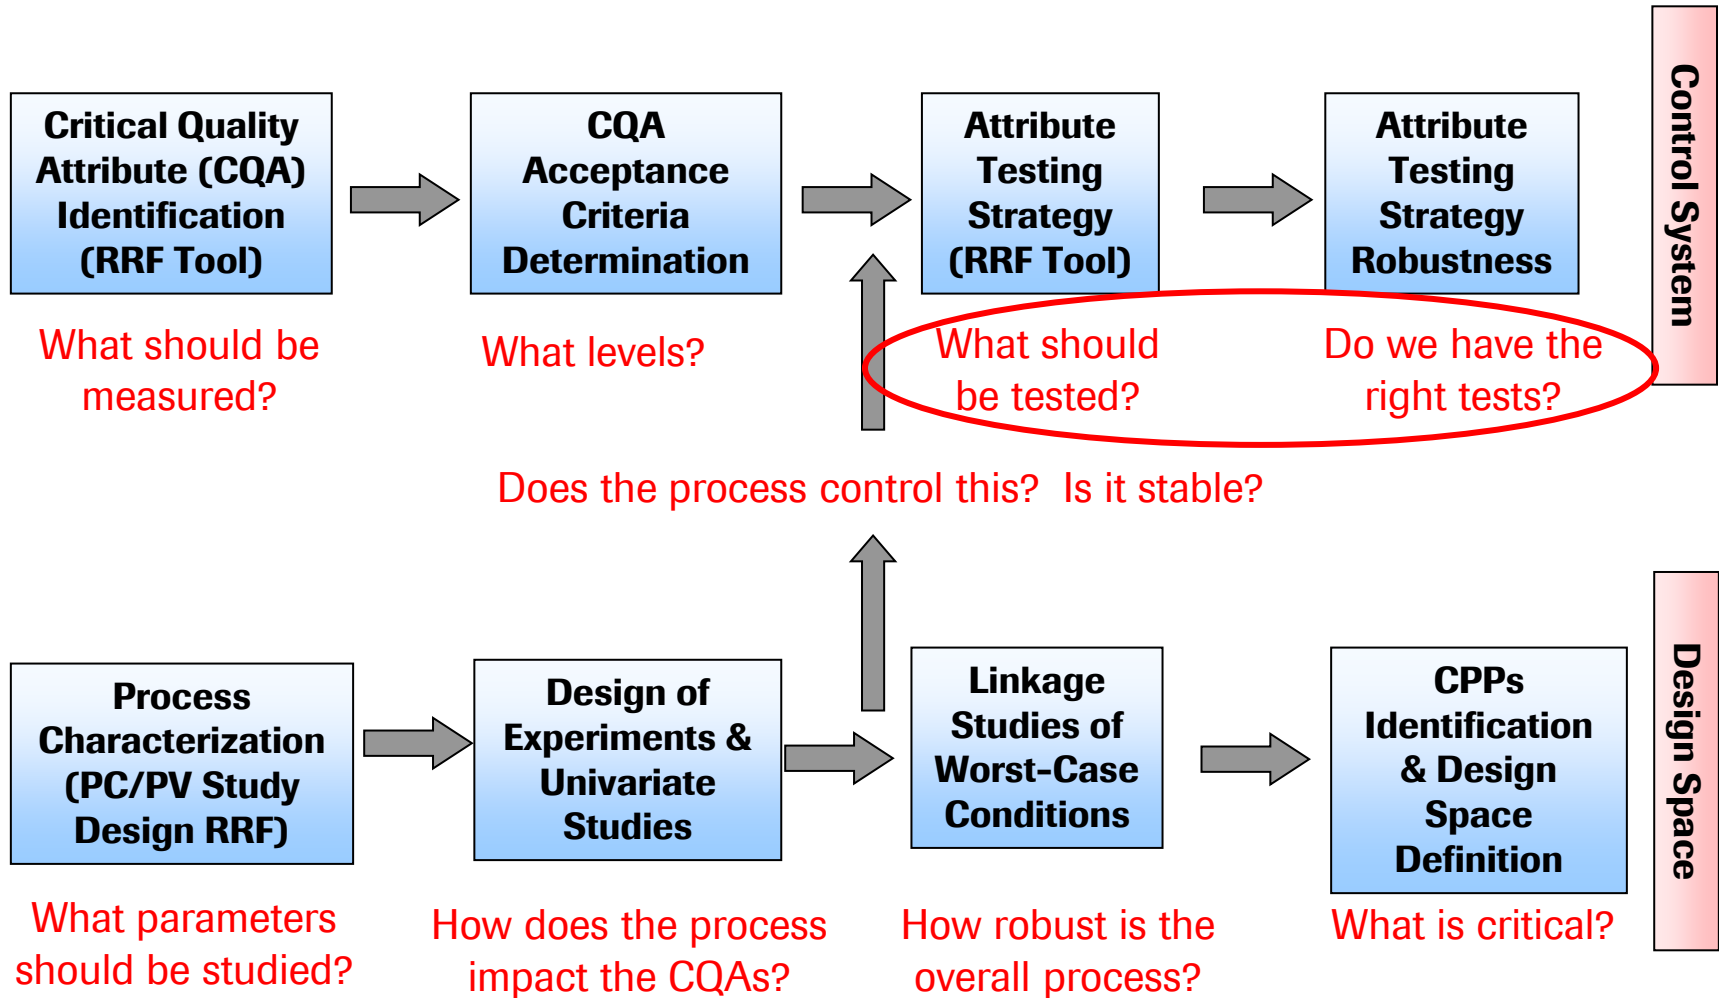 Critical Quality
Attribute (CQA)
Identification
(RRF Tool)
CQA
Acceptance
Criteria
Determination
Attribute
Testing
Strategy
(RRF Tool)
Attribute
Testing
Strategy
Robustness
Control System
What should be
measured?
What levels?
What should
be tested?
Do we have the
right tests?
Does the process control this?  Is it stable?
Process
Characterization
(PC/PV Study
Design RRF)
Design of
Experiments &
Univariate
Studies
Linkage
Studies of
Worst-Case
Conditions
CPPs
Identification
& Design
Space
Definition
Design Space
What parameters
should be studied?
How does the process
impact the CQAs?
How robust is the
overall process?
What is critical?